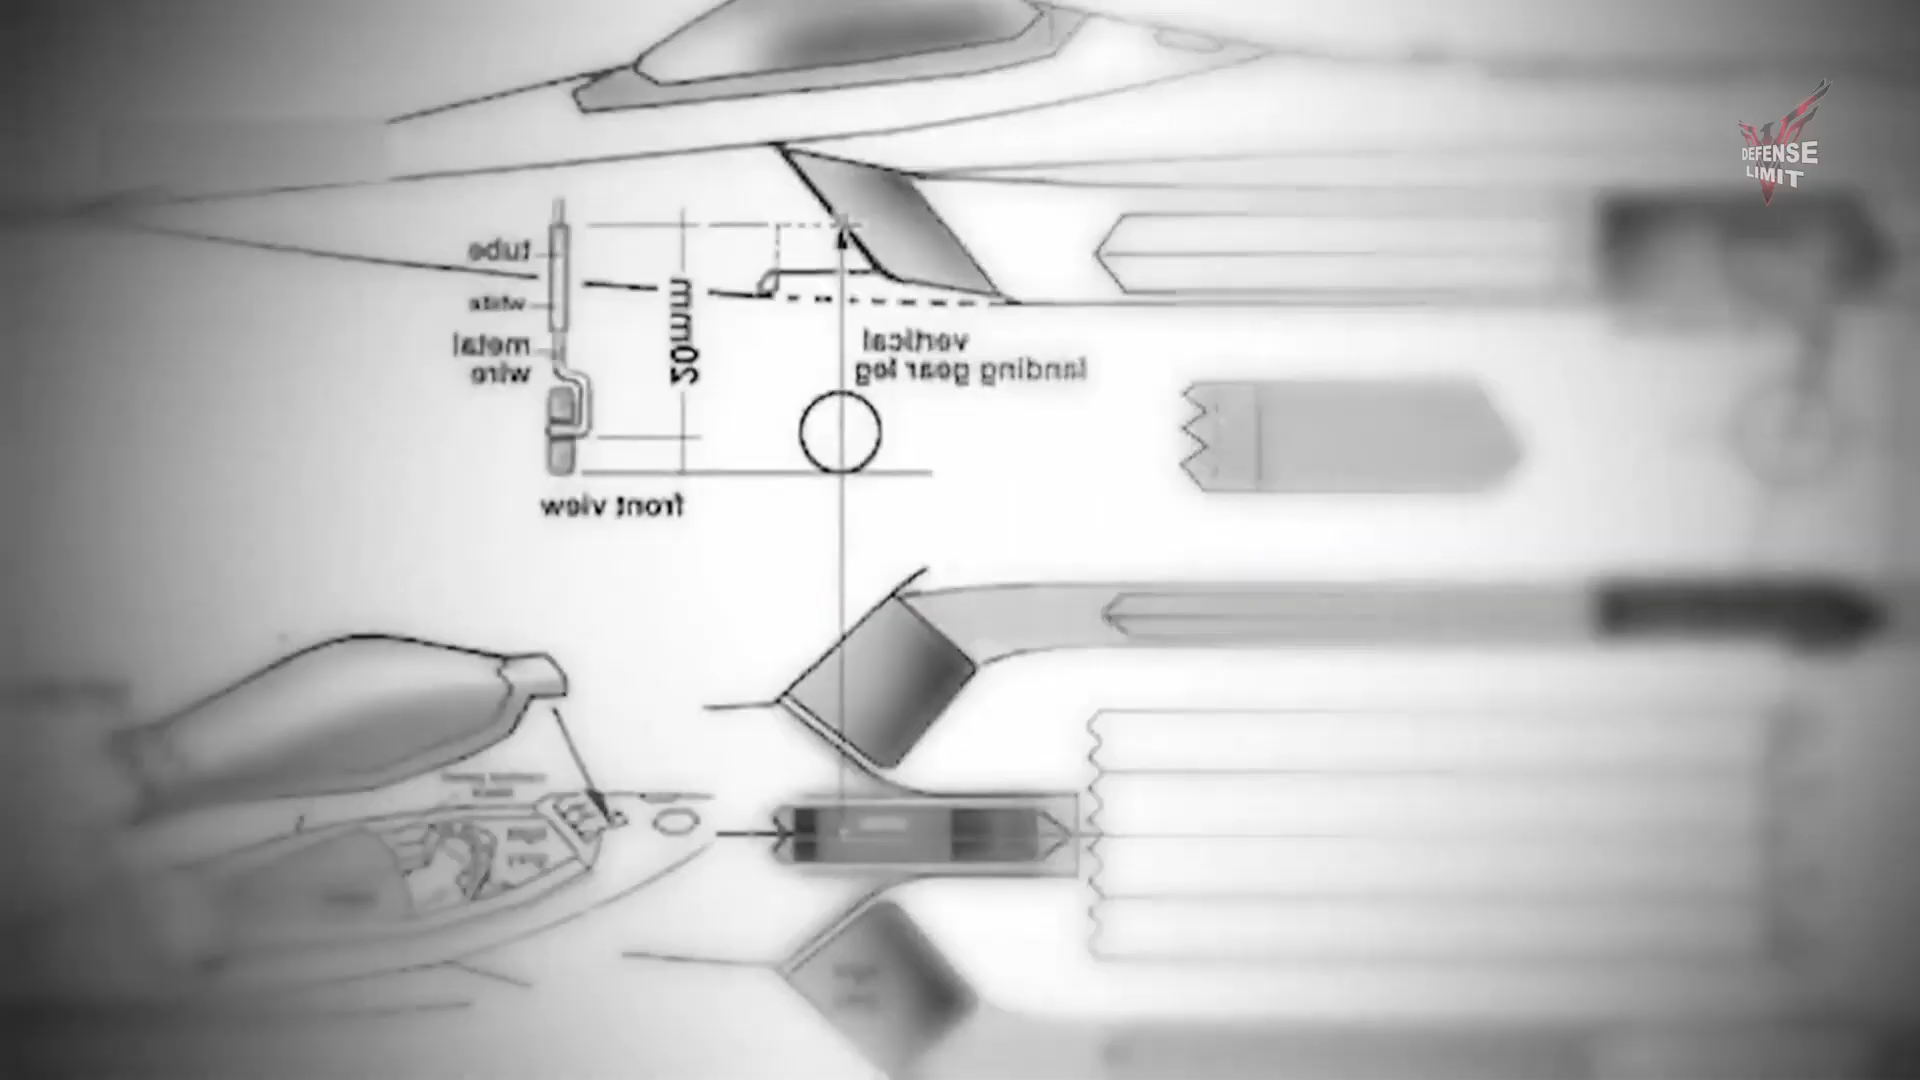 DEFENSE
LIMIT
tube
white
metal
wire
20mm
vertical
landing gear leg
front view